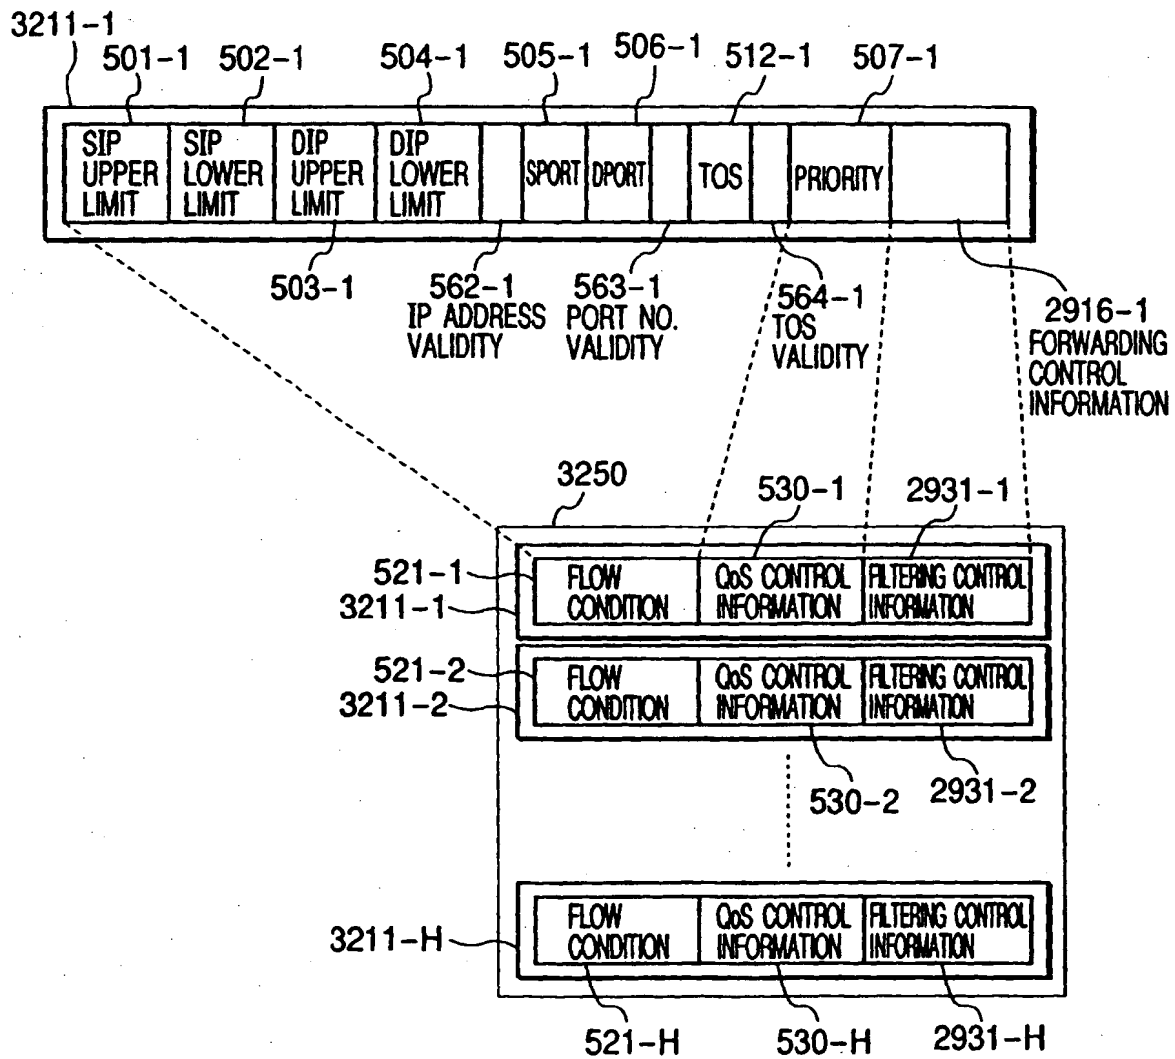 3211-1
501-1 502-1 504-1 505-1 506-1 512-1 507-1
SIP UPPER LIMIT
SIP LOWER LIMIT
DIP UPPER LIMIT
DIP LOWER LIMIT
SPORT
DPORT
TOS
PRIORITY
503-1
562-1
IP ADDRESS
VALIDITY
563-1
PORT NO.
VALIDITY
564-1
TOS
VALIDITY
2916-1
FORWARDING
CONTROL
INFORMATION
3250
530-1
2931-1
521-1
3211-1
FLOW
CONDITION
QoS CONTROL
INFORMATION
FILTERING CONTROL
INFORMATION
521-2
3211-2
FLOW
CONDITION
QoS CONTROL
INFORMATION
FILTERING CONTROL
INFORMATION
530-2
2931-2
3211-H
FLOW
CONDITION
QoS CONTROL
INFORMATION
FILTERING CONTROL
INFORMATION
521-H
530-H
2931-H